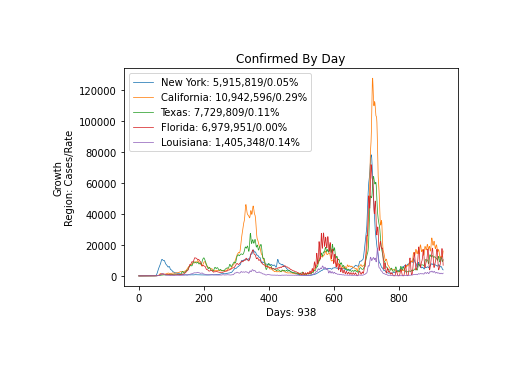 Confirmed By Day
New York: 5,915,819/0.05%
California: 10,942,596/0.29%
Texas: 7,729,809/0.11%
Florida: 6,979,951/0.00%
Louisiana: 1,405,348/0.14%
120000
100000
80000
60000
40000
20000
0
Growth
Region: Cases/Rate
0 200 400 600 800
Days: 938